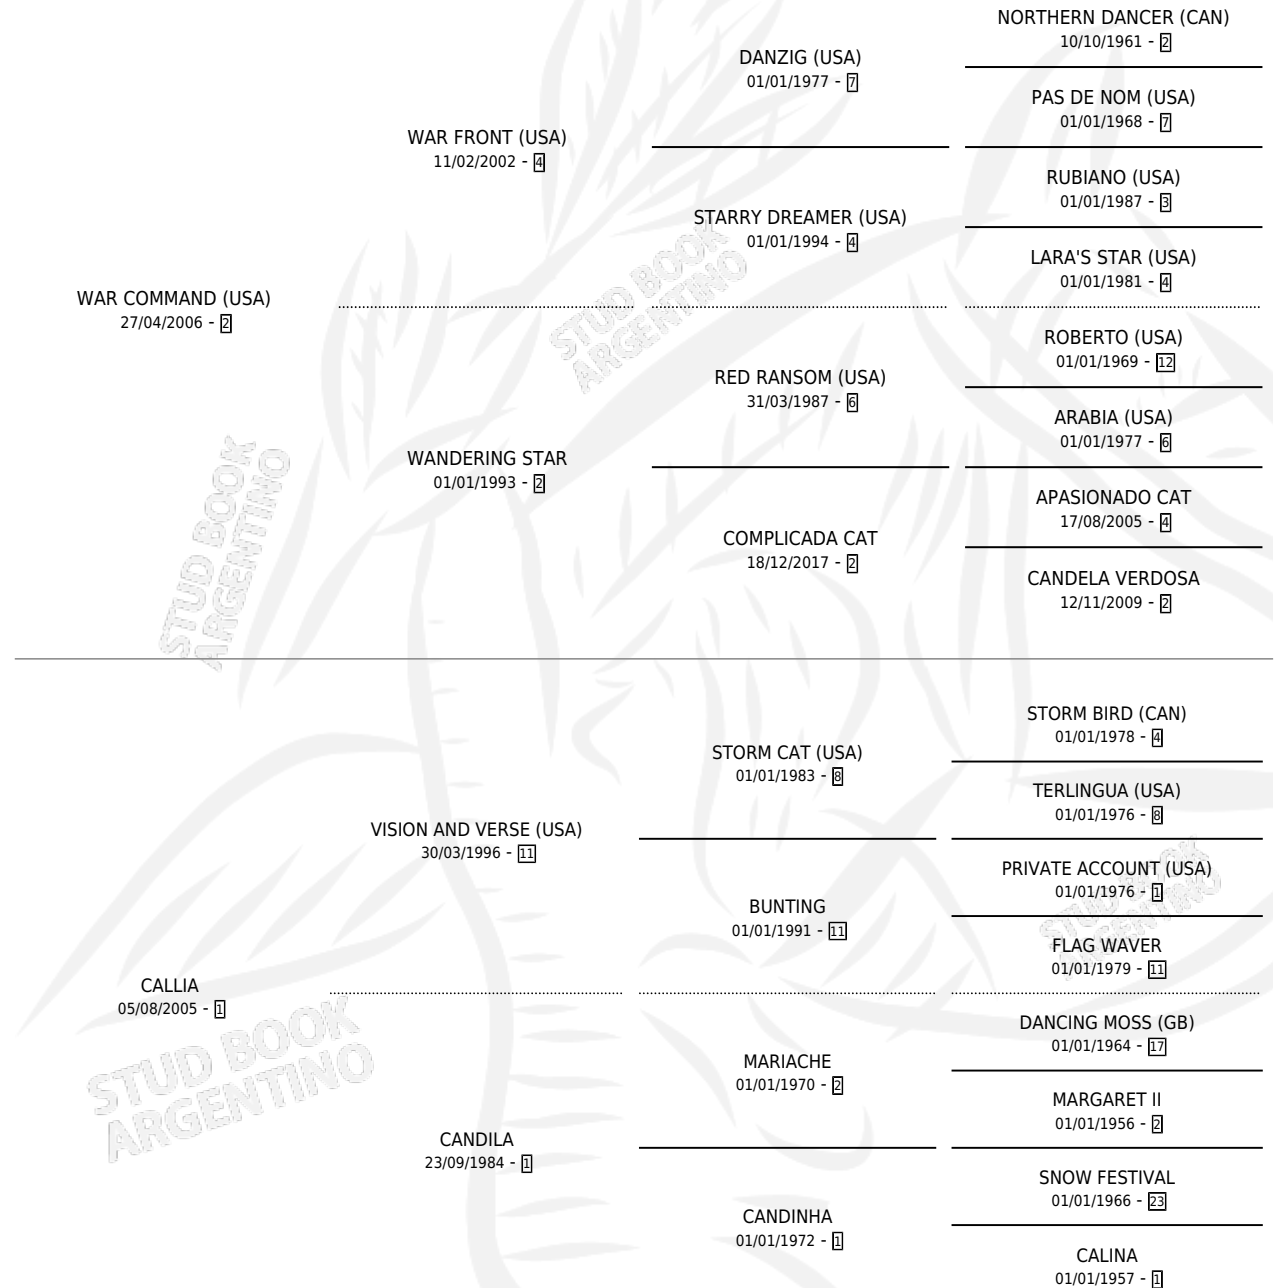 NORTHERN DANCER (CAN)
10/10/1961 - 2
DANZIG (USA)
01/01/1977 - 7
PAS DE NOM (USA)
01/01/1968 - 7
WAR FRONT (USA)
11/02/2002 - 4
RUBIANO (USA)
01/01/1987 - 3
STARRY DREAMER (USA)
01/01/1994 - 4
LARA'S STAR (USA)
01/01/1981 - 4
WAR COMMAND (USA)
27/04/2006 - 2
ROBERTO (USA)
01/01/1969 - 12
RED RANSOM (USA)
31/03/1987 - 6
ARABIA (USA)
01/01/1977 - 6
WANDERING STAR
01/01/1993 - 2
APASIONADO CAT
17/08/2005 - 4
COMPLICADA CAT
18/12/2017 - 2
CANDELA VERDOSA
12/11/2009 - 2
STORM BIRD (CAN)
01/01/1978 - 4
STORM CAT (USA)
01/01/1983 - 8
TERLINGUA (USA)
01/01/1976 - 8
VISION AND VERSE (USA)
30/03/1996 - 11
PRIVATE ACCOUNT (USA)
01/01/1976 - 1
BUNTING
01/01/1991 - 11
FLAG WAVER
01/01/1979 - 11
CALLIA
05/08/2005 - 1
DANCING MOSS (GB)
01/01/1964 - 17
MARIACHE
01/01/1970 - 2
MARGARET II
01/01/1956 - 2
CANDILA
23/09/1984 - 1
SNOW FESTIVAL
01/01/1966 - 23
CANDINHA
01/01/1972 - 1
CALINA
01/01/1957 - 1
STUD BOOK
ARGENTINO
STUD BOOK
ARGENTINO
STUD BOOK
ARGENTINO
STUD BOOK
ARGENTINO